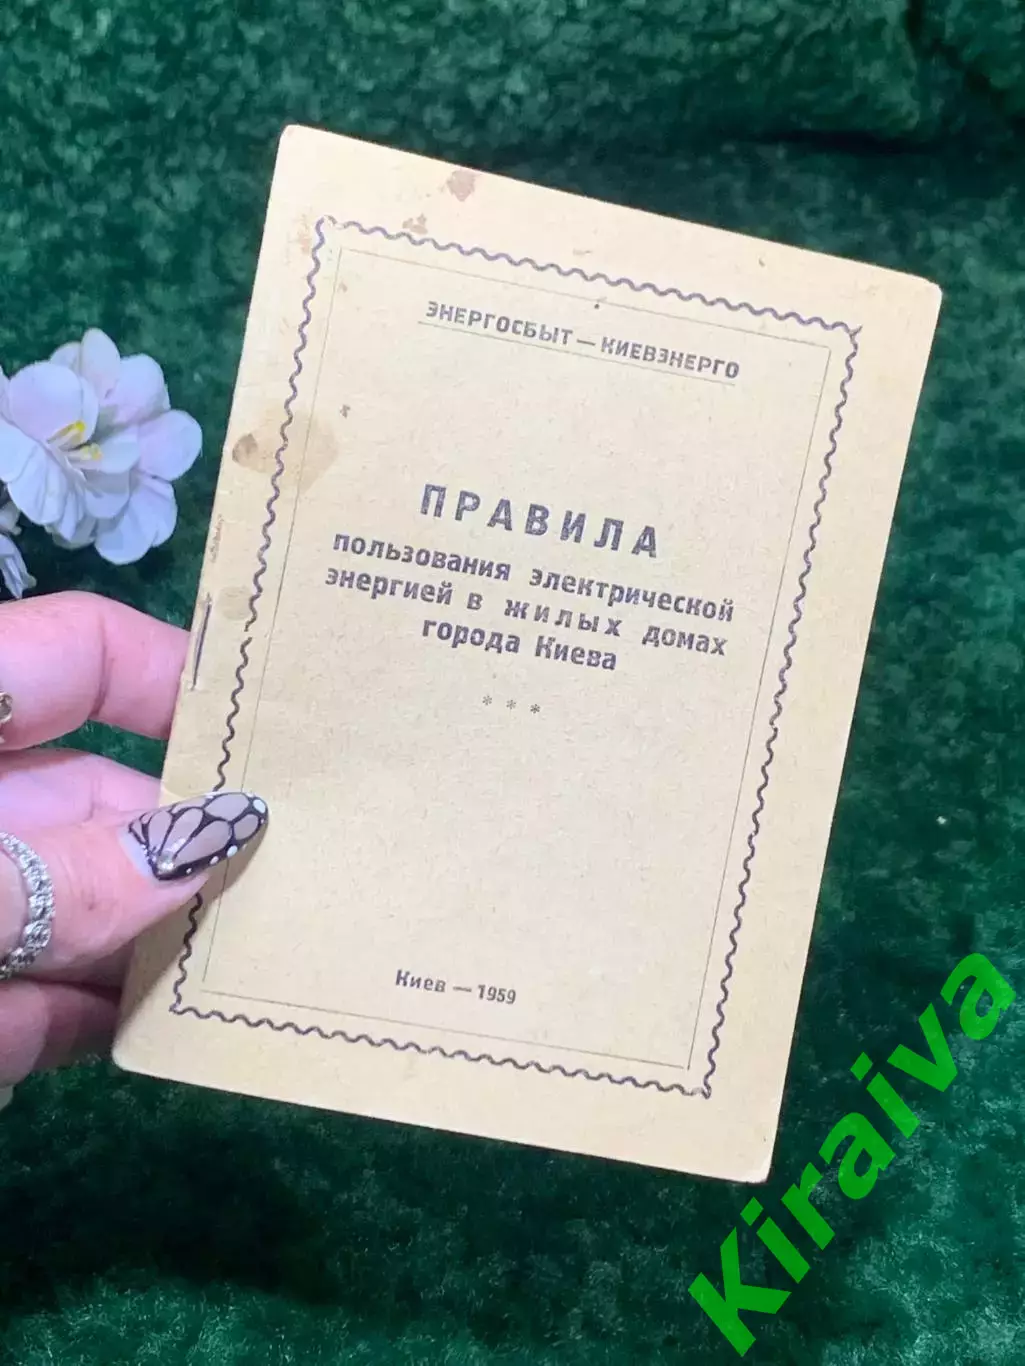 ЭНЕРГОСБЫТ — КИЕВЭНЕРГО
ПРАВИЛА
пользования электрической
энергией в жилых домах
города Киева
* * *
Киев — 1959
Kiraiva